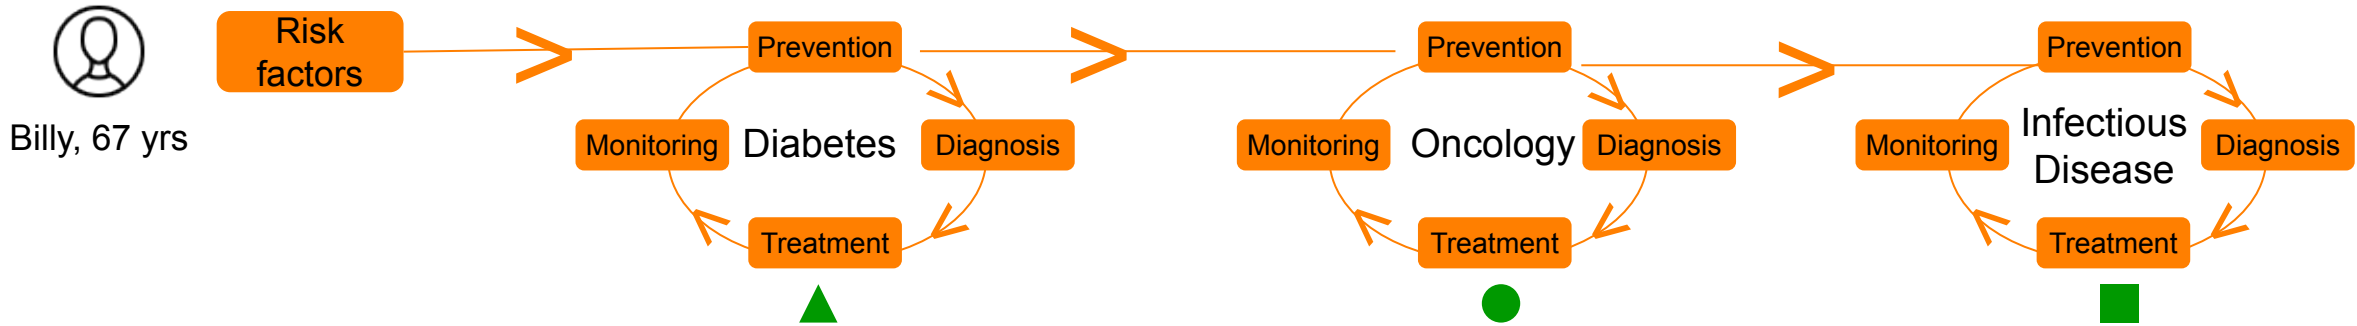 Billy, 67 yrs
Risk
factors
Prevention
Monitoring
Diabetes
Diagnosis
Treatment
Prevention
Monitoring
Oncology
Diagnosis
Treatment
Prevention
Monitoring
Infectious
Disease
Diagnosis
Treatment